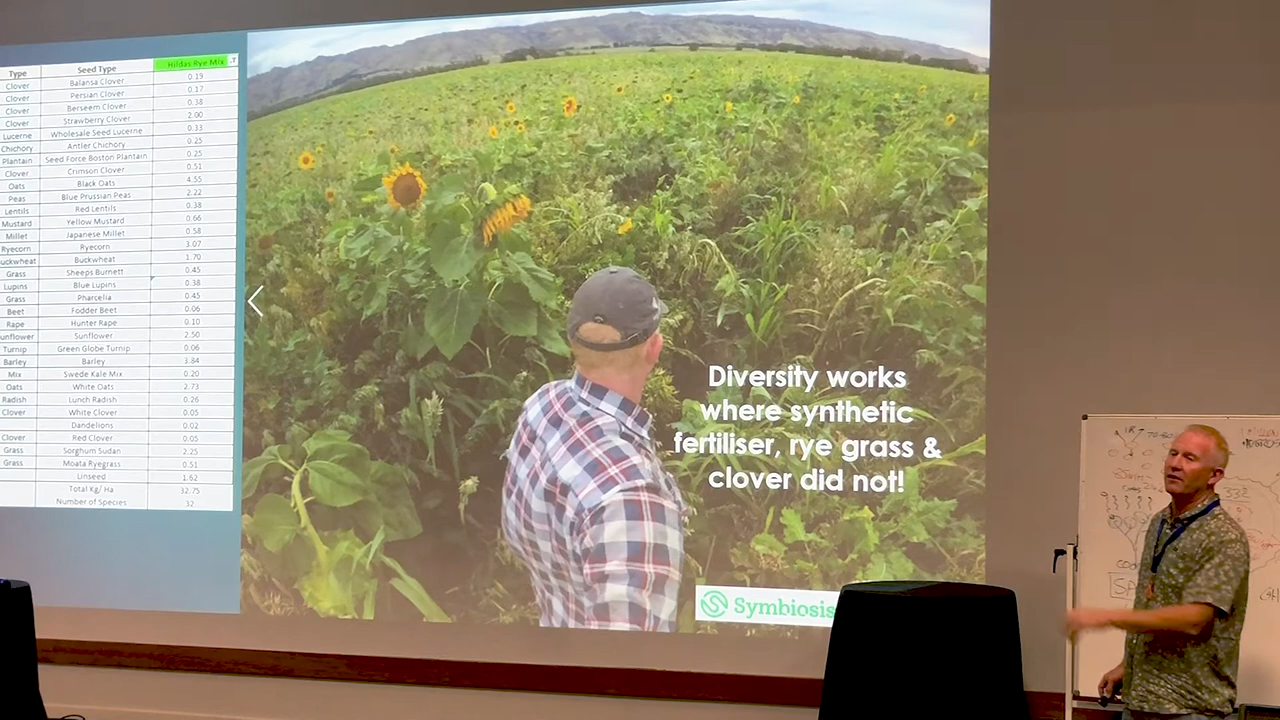 Type Seed Type Hildas Rye Mix
Clover Balansa Clover 0.19
Clover Persian Clover 0.17
Clover Berseem Clover 0.38
Clover Strawberry Clover 2.00
Lucerne Wholesale Seed Lucerne 0.33
Chichory Antler Chichory 0.25
Plantain Seed Force Boston Plantain 0.25
Clover Crimson Clover 0.51
Oats Black Oats 4.55
Peas Blue Prussian Peas 2.22
Lentils Red Lentils 0.38
Mustard Yellow Mustard 0.66
Millet Japanese Millet 0.58
Ryecorn Ryecorn 3.07
uckwheat Buckwheat 1.70
Grass Sheeps Burnett 0.45
Lupins Blue Lupins 0.38
Grass Pharcelia 0.45
Beet Fodder Beet 0.06
Rape Hunter Rape 0.10
unflower Sunflower 2.50
Turnip Green Globe Turnip 0.06
Barley Barley 3.84
Mix Swede Kale Mix 0.20
Oats White Oats 2.73
Radish Lunch Radish 0.26
Clover White Clover 0.05
Dandelions 0.02
Clover Red Clover 0.05
Grass Sorghum Sudan 2.25
Grass Moata Ryegrass 0.51
Linseed 1.62
Total Kg/ Ha 32.75
Number of Species 32
Diversity works
where synthetic
fertiliser, rye grass &
clover did not!
Symbiosis